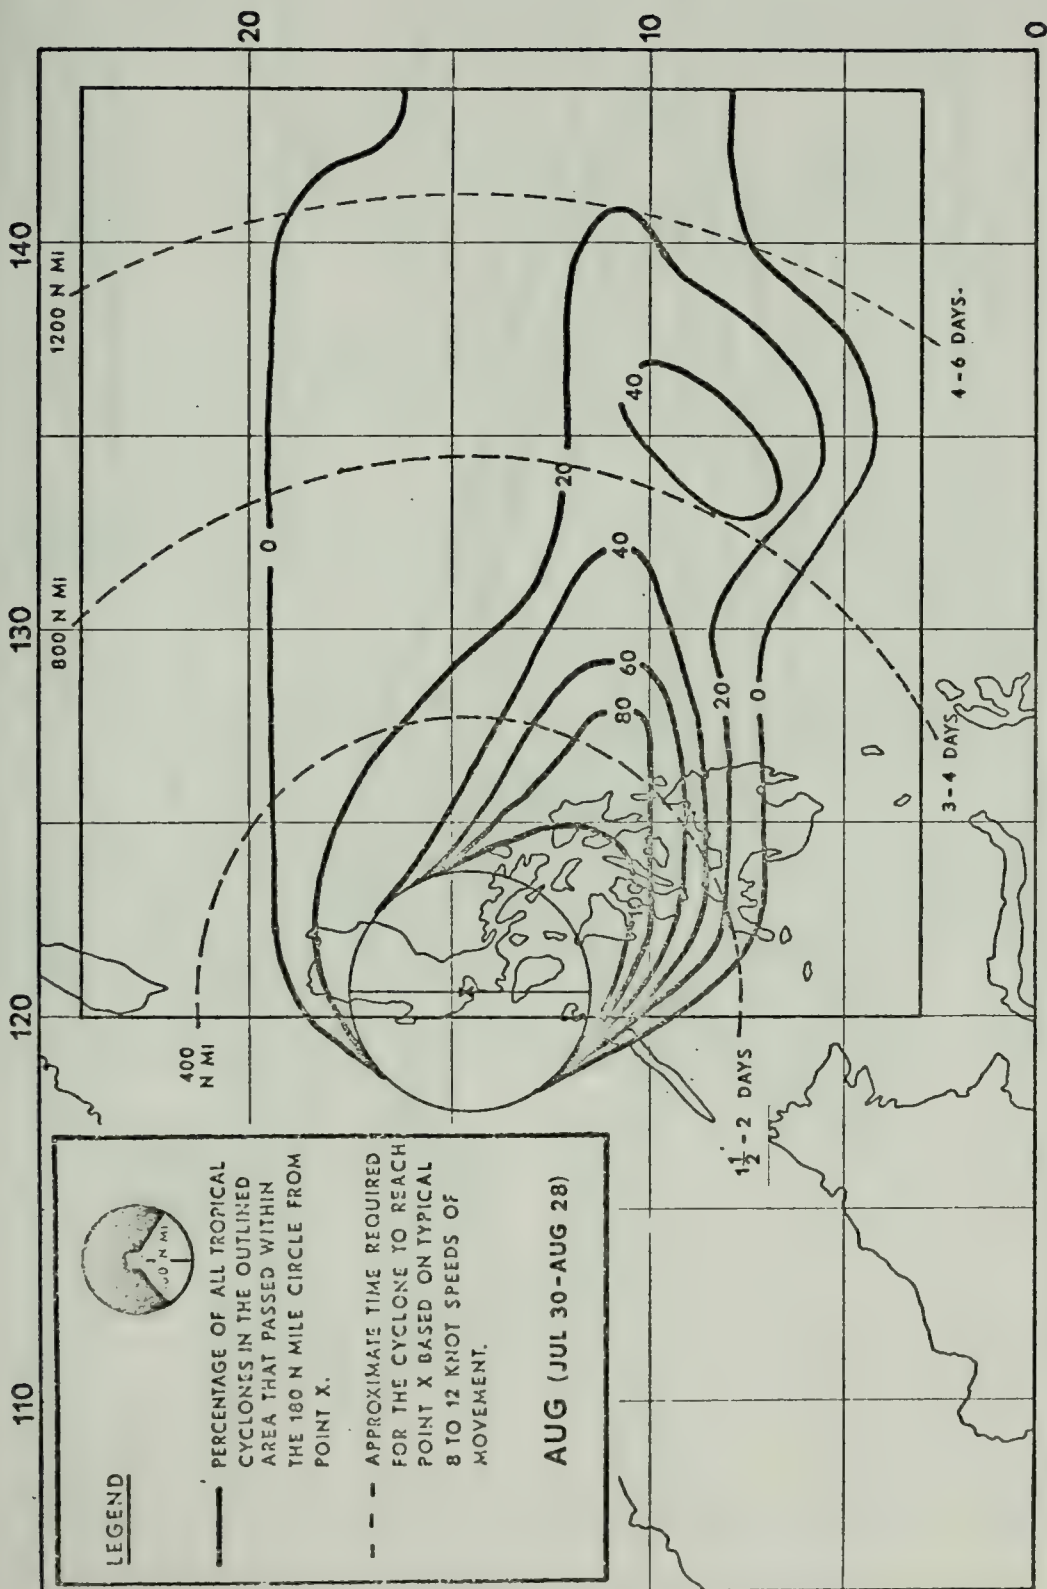 LEGEND
PERCENTAGE OF ALL TROPICAL
CYCLONES IN THE OUTLINED
AREA THAT PASSED WITHIN
THE 180 N MILE CIRCLE FROM
POINT X.
APPROXIMATE TIME REQUIRED
FOR THE CYCLONE TO REACH
POINT X BASED ON TYPICAL
8 TO 12 KNOT SPEEDS OF
MOVEMENT.
AUG (JUL 30-AUG 28)
N MI
110
120
130
140
400
N MI
800 N MI
1200 N MI
20
10
0
0
20
40
40
60
80
100
20
0
1½ - 2 DAYS
3-4 DAYS
4-6 DAYS-